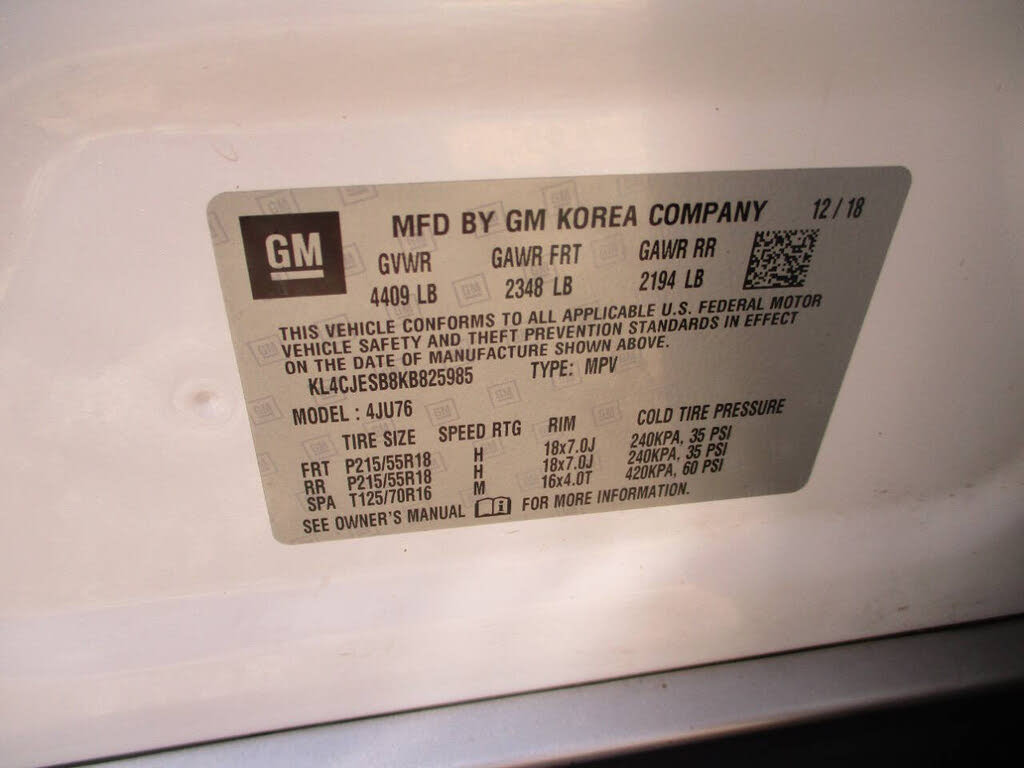 GM
MFD BY GM KOREA COMPANY 12/18
GVWR GAWR FRT GAWR RR
4409 LB 2348 LB 2194 LB
THIS VEHICLE CONFORMS TO ALL APPLICABLE U.S. FEDERAL MOTOR
VEHICLE SAFETY AND THEFT PREVENTION STANDARDS IN EFFECT
ON THE DATE OF MANUFACTURE SHOWN ABOVE.
KL4CJESB8KB825985 TYPE: MPV
MODEL : 4JU76
TIRE SIZE SPEED RTG RIM COLD TIRE PRESSURE
FRT P215/55R18 H 18x7.0J 240KPA, 35 PSI
RR P215/55R18 H 18x7.0J 240KPA, 35 PSI
SPA T125/70R16 M 16x4.0T 420KPA, 60 PSI
SEE OWNER'S MANUAL FOR MORE INFORMATION.